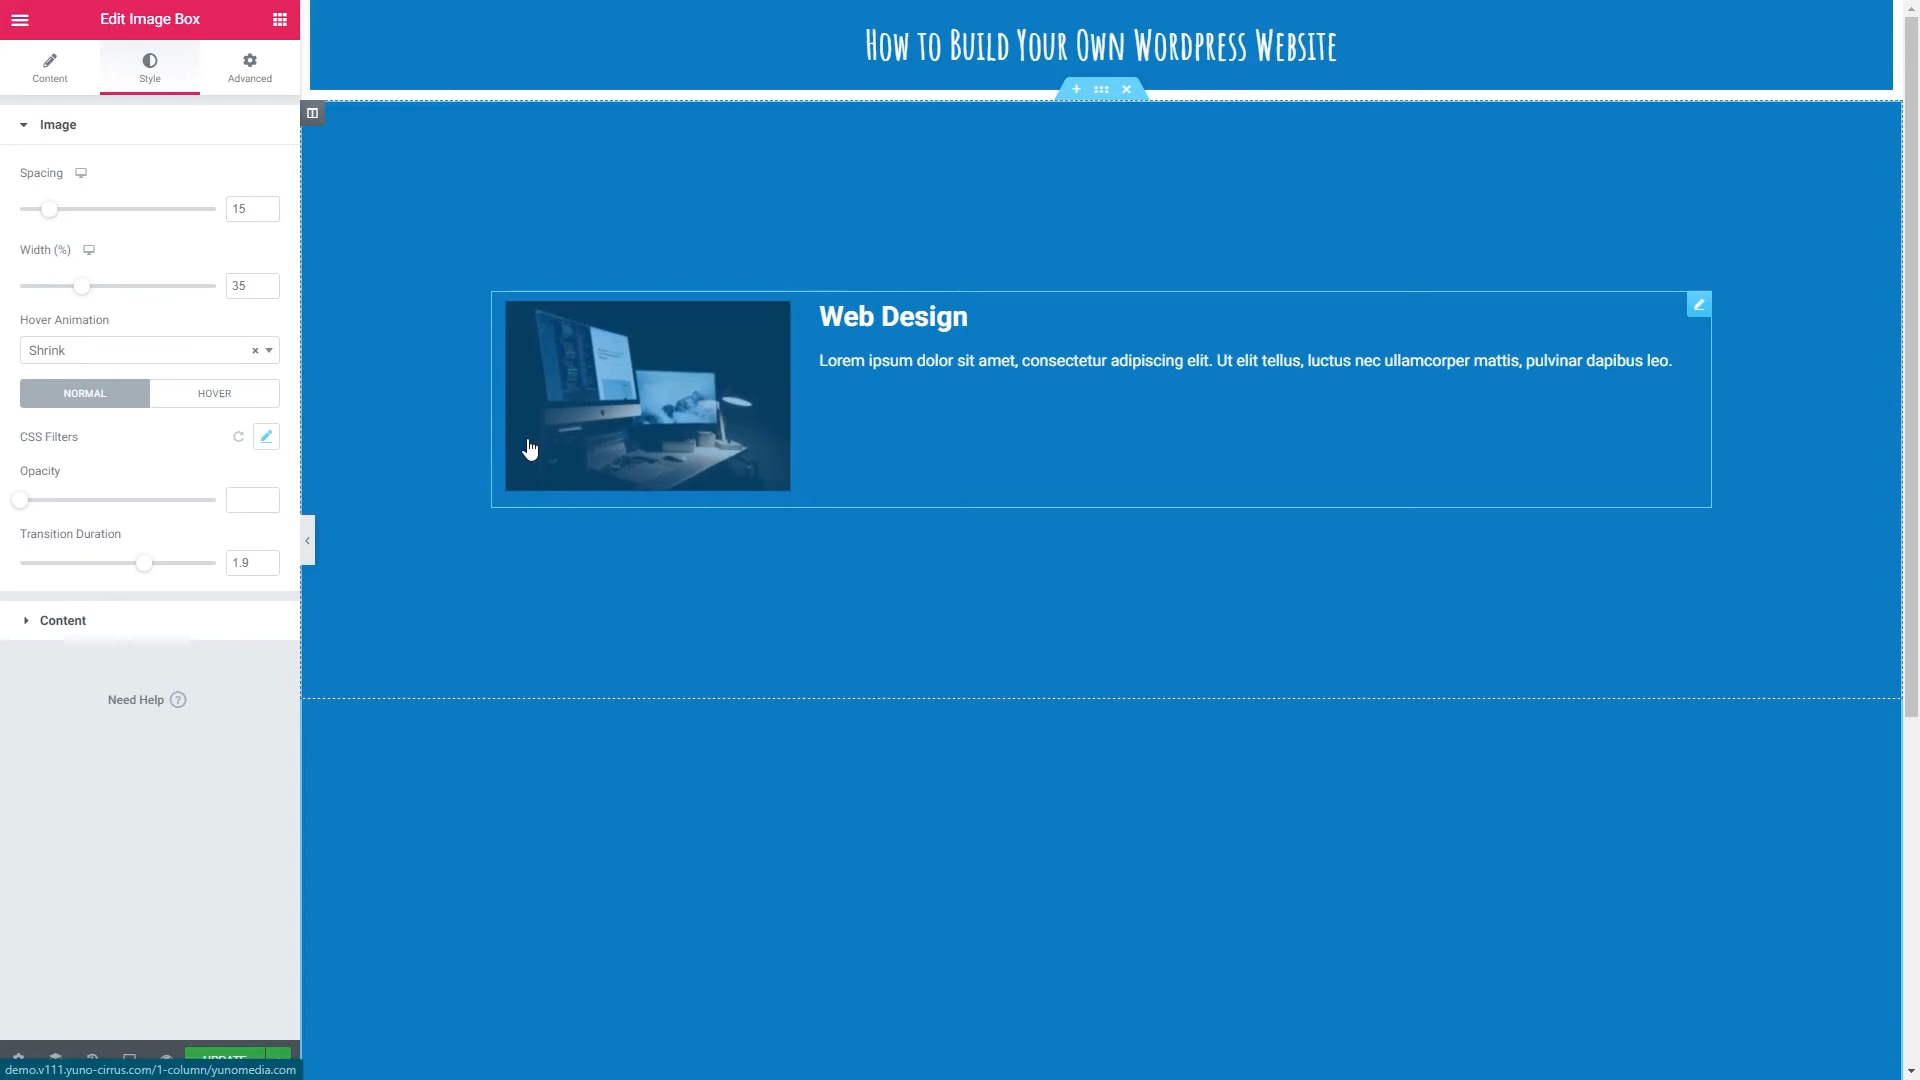 Edit Image Box
Content
Style
Advanced
Image
Spacing
15
Width (%)
35
Hover Animation
Shrink
NORMAL
HOVER
CSS Filters
Opacity
Transition Duration
1.9
Content
Need Help
UPDATE
demo.v111.yuno-cirrus.com/1-column/yunomedia.com
How to Build Your Own Wordpress Website
Web Design
Lorem ipsum dolor sit amet, consectetur adipiscing elit. Ut elit tellus, luctus nec ullamcorper mattis, pulvinar dapibus leo.